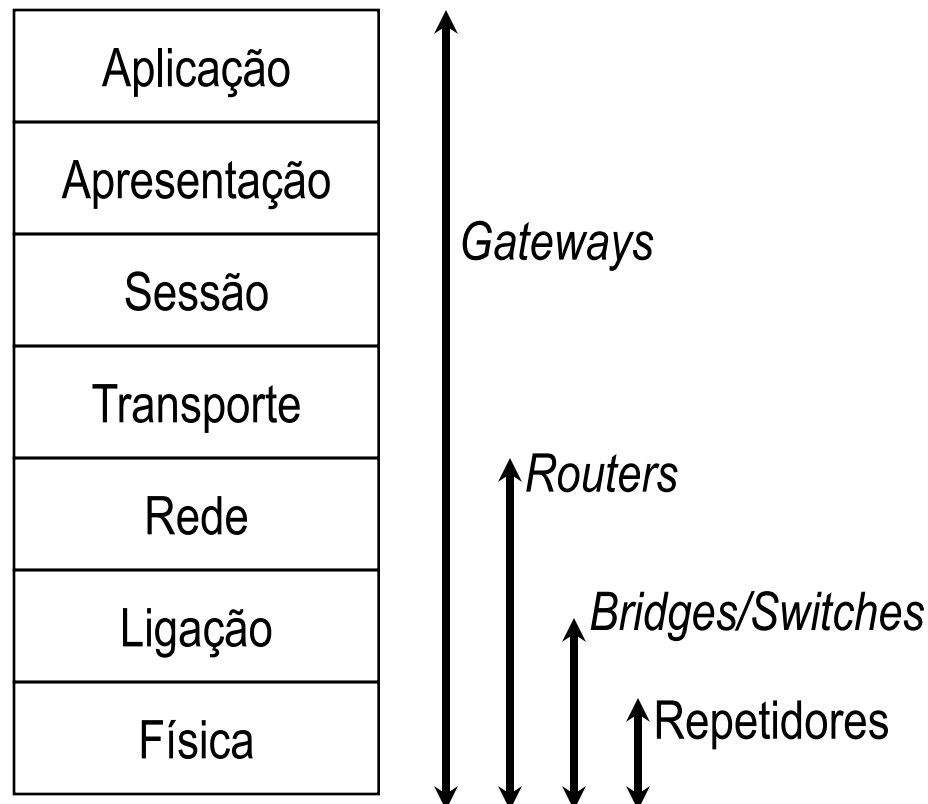 Aplicação
Apresentação
Sessão
Transporte
Rede
Ligação
Física
Gateways
Routers
Bridges/Switches
Repetidores